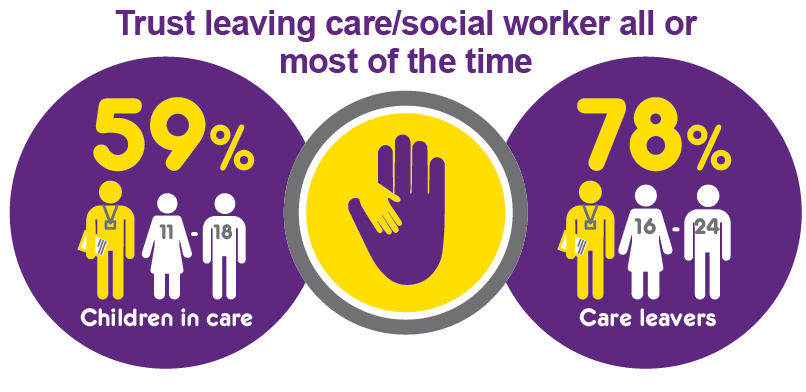 Trust leaving care/social worker all or
most of the time
59%
11 - 18
Children in care
78%
16 - 24
Care leavers